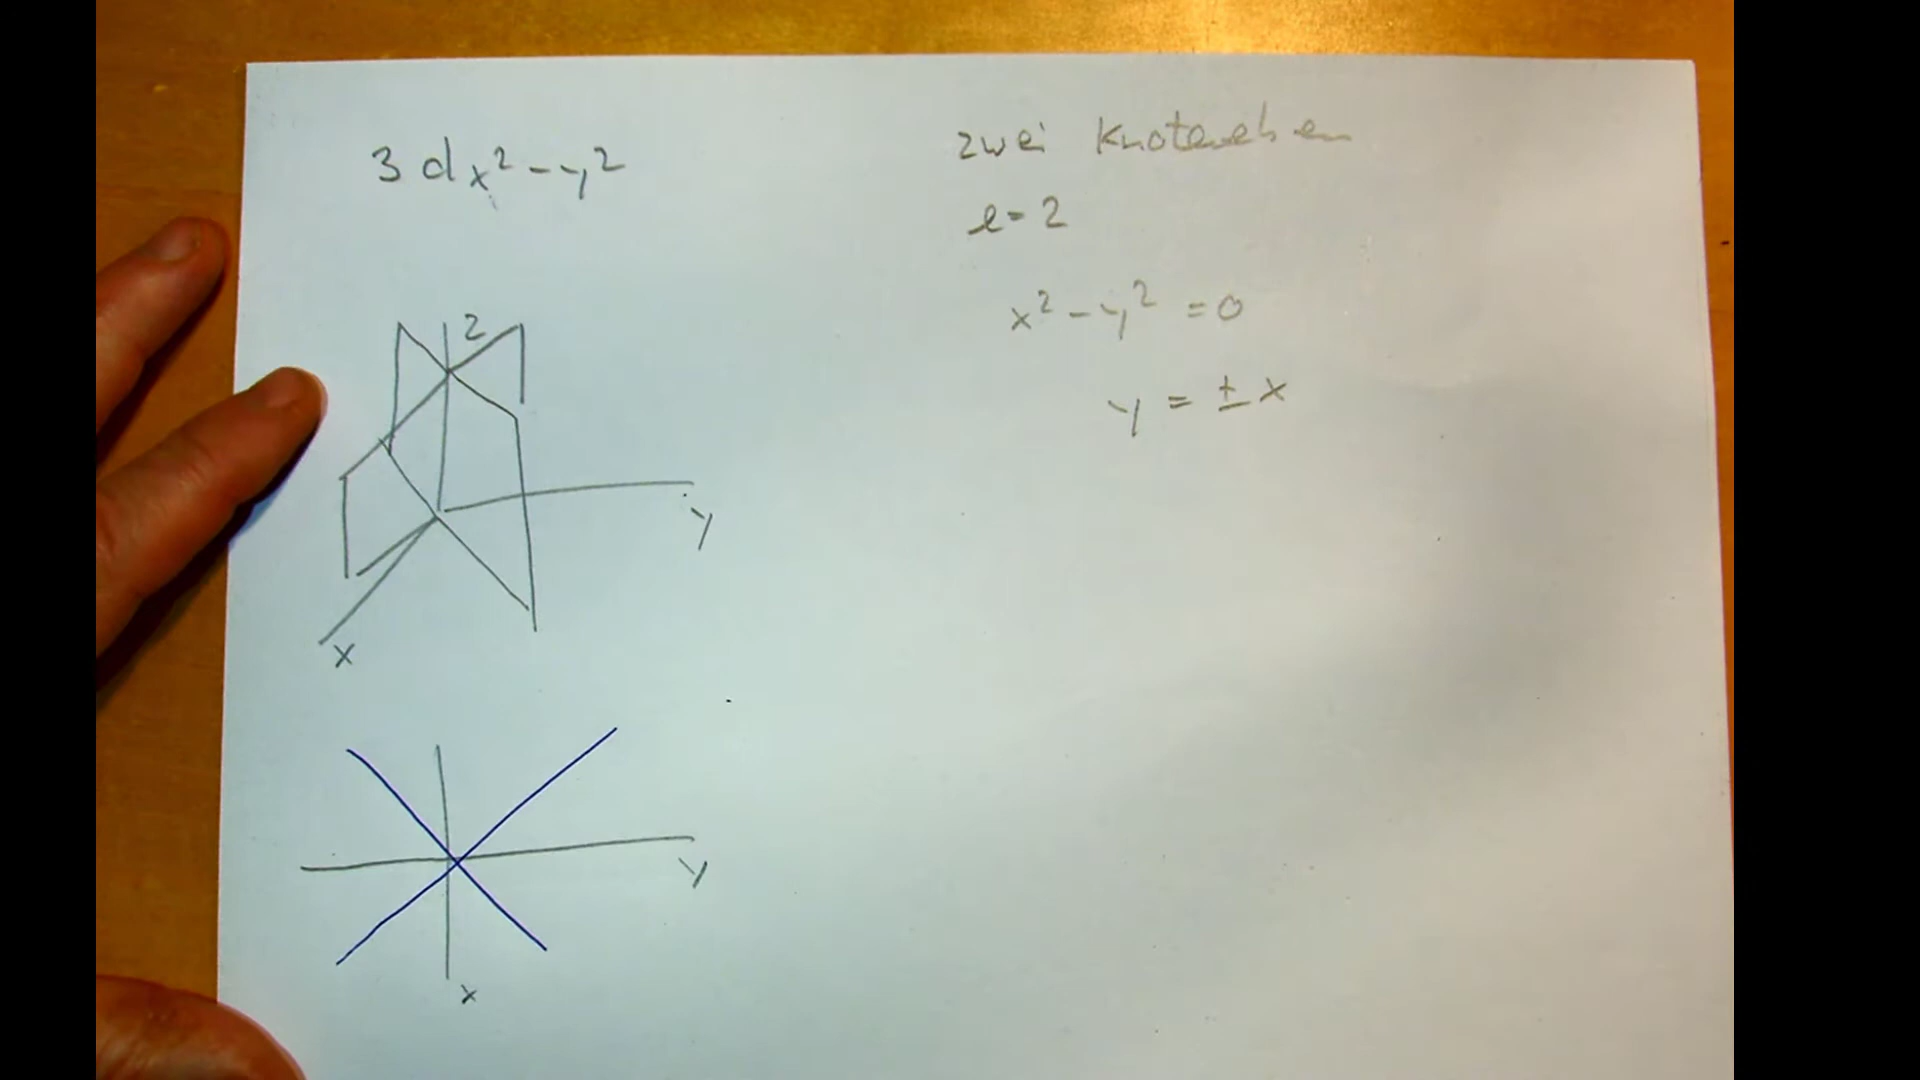 3 d x² - y²
zwei Knotenebenen
l = 2
x² - y² = 0
y = ± x
z
y
x
y
x